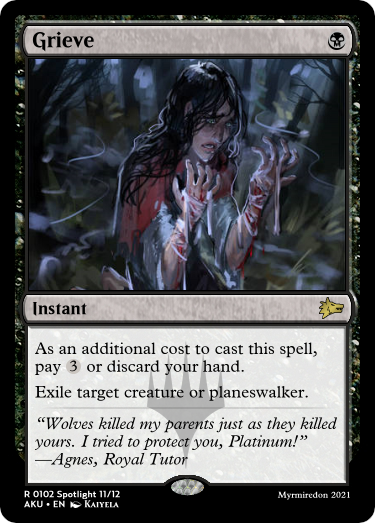 Grieve
Instant
As an additional cost to cast this spell,
pay 3 or discard your hand.
Exile target creature or planeswalker.
“Wolves killed my parents just as they killed
yours. I tried to protect you, Platinum!”
—Agnes, Royal Tutor
R 0102 Spotlight 11/12
AKU • EN Kaiyela
Myrmiredon 2021